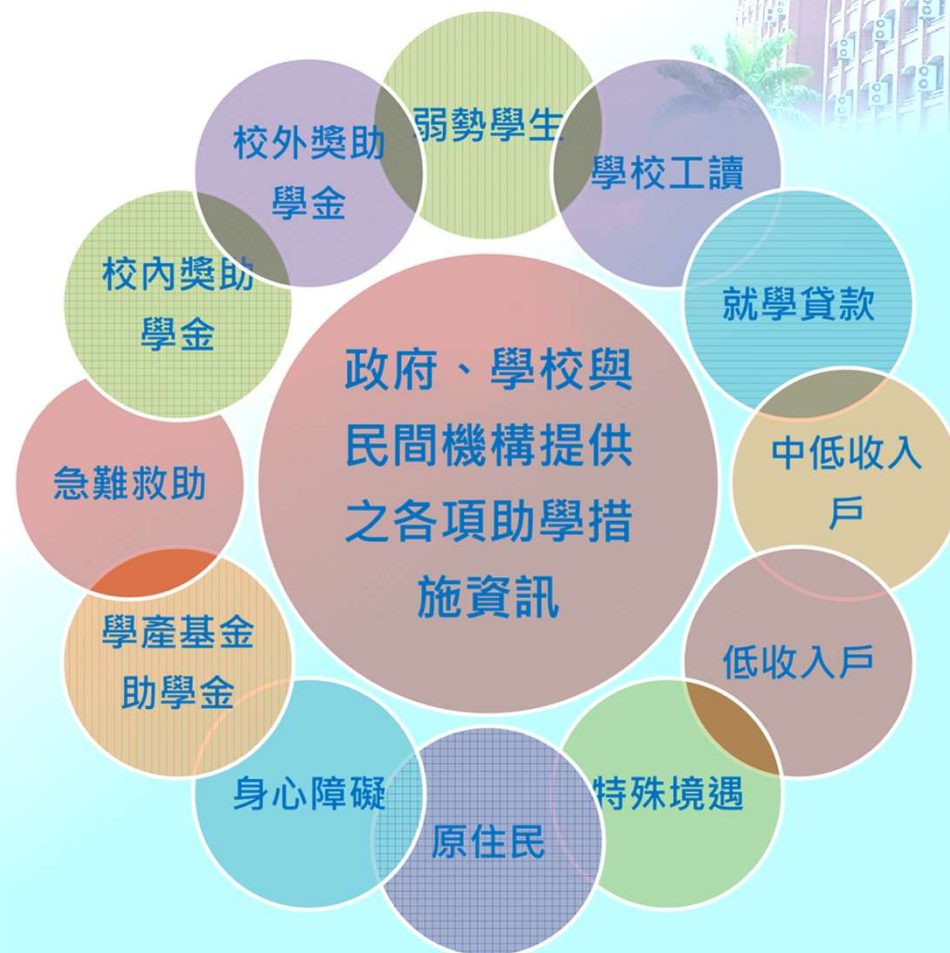 弱勢學生
學校工讀
就學貸款
中低收入
戶
低收入戶
特殊境遇
原住民
身心障礙
學產基金
助學金
急難救助
校內獎助
學金
校外獎助
學金
政府、學校與
民間機構提供
之各項助學措
施資訊